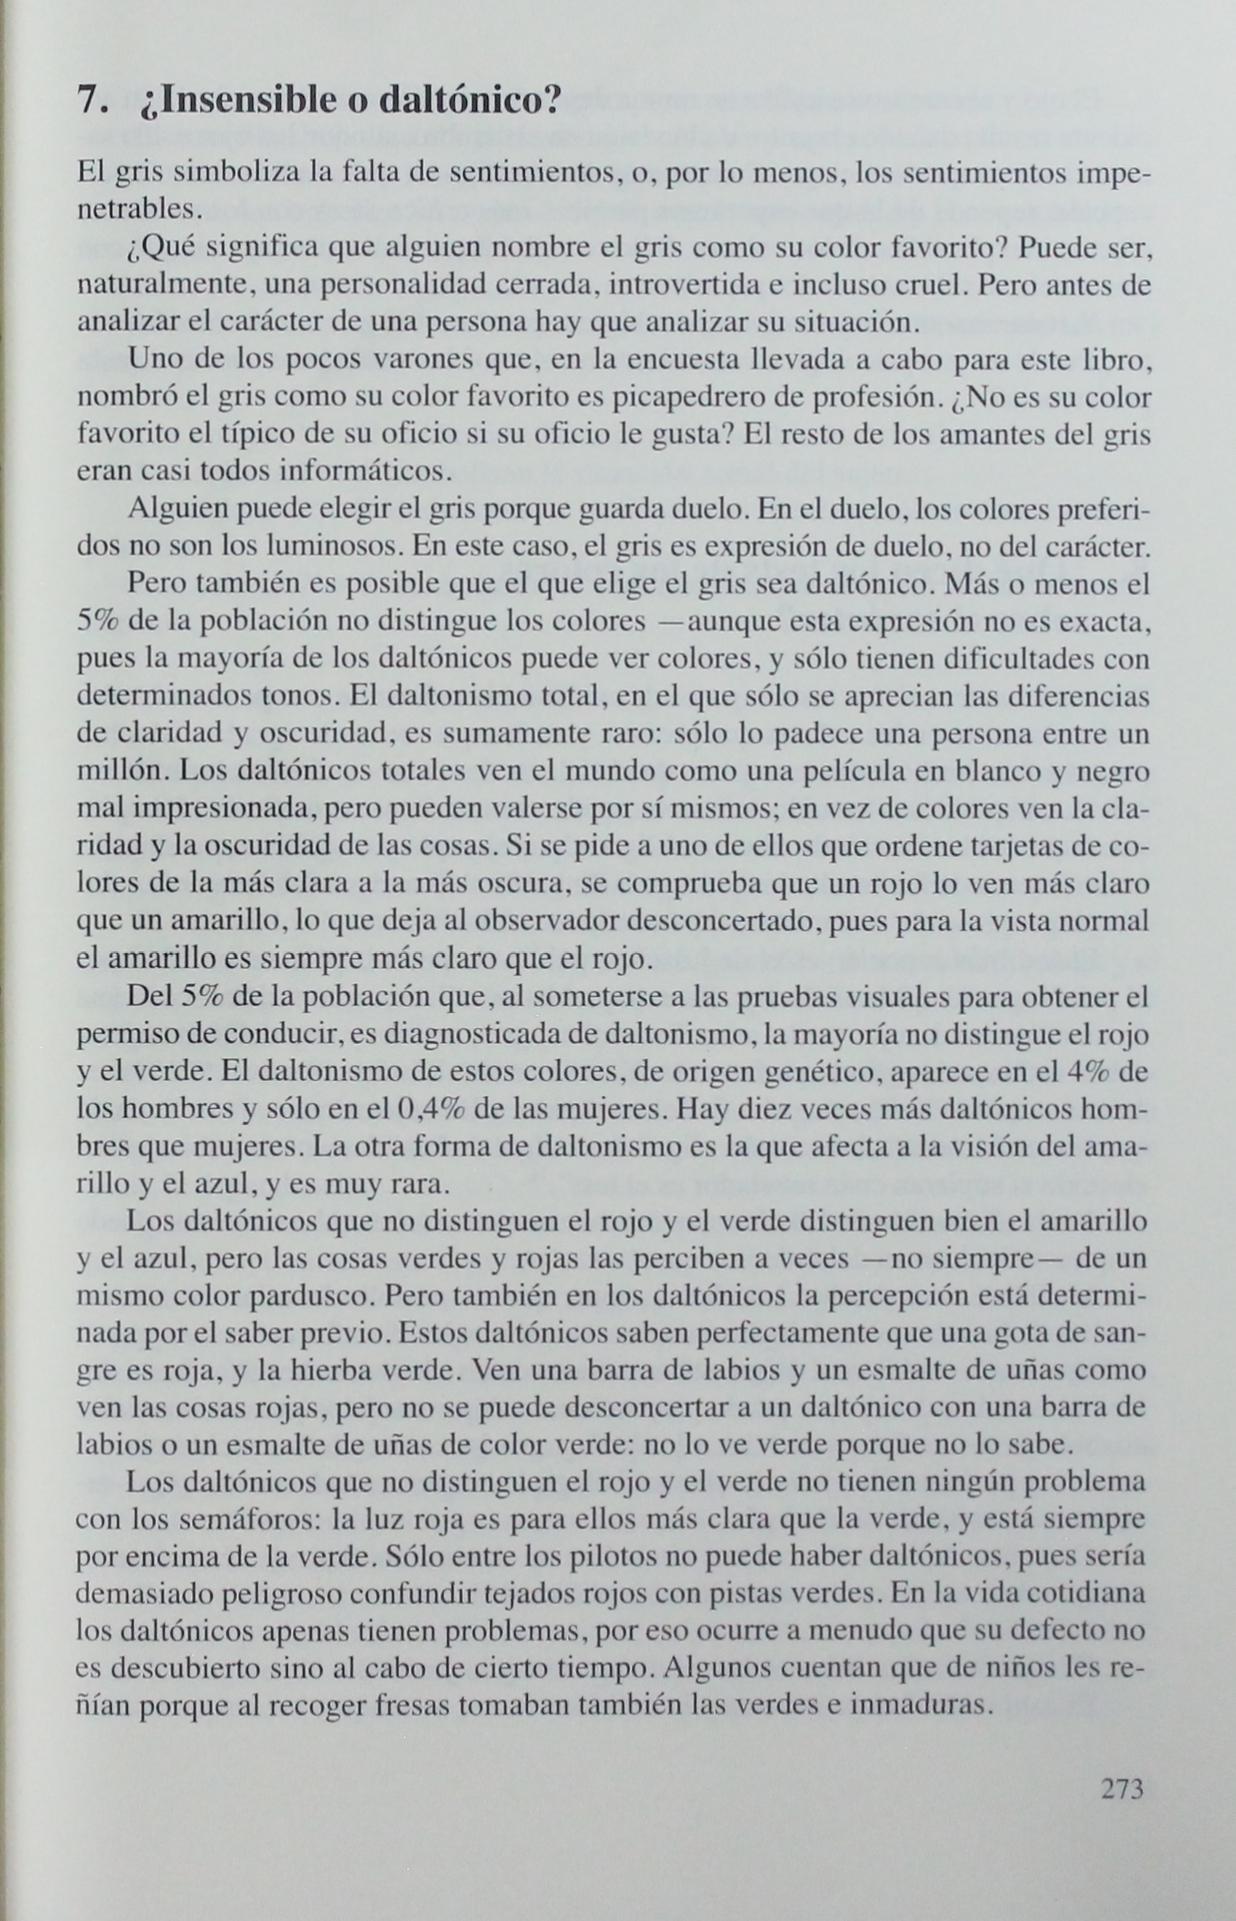 7. ¿Insensible o daltónico?
El gris simboliza la falta de sentimientos, o, por lo menos, los sentimientos impe-
netrables.
¿Qué significa que alguien nombre el gris como su color favorito? Puede ser,
naturalmente, una personalidad cerrada, introvertida e incluso cruel. Pero antes de
analizar el carácter de una persona hay que analizar su situación.
Uno de los pocos varones que, en la encuesta llevada a cabo para este libro,
nombró el gris como su color favorito es picapedrero de profesión. ¿No es su color
favorito el típico de su oficio si su oficio le gusta? El resto de los amantes del gris
eran casi todos informáticos.
Alguien puede elegir el gris porque guarda duelo. En el duelo, los colores preferi-
dos no son los luminosos. En este caso, el gris es expresión de duelo, no del carácter.
Pero también es posible que el que elige el gris sea daltónico. Más o menos el
5% de la población no distingue los colores —aunque esta expresión no es exacta,
pues la mayoría de los daltónicos puede ver colores, y sólo tienen dificultades con
determinados tonos. El daltonismo total, en el que sólo se aprecian las diferencias
de claridad y oscuridad, es sumamente raro: sólo lo padece una persona entre un
millón. Los daltónicos totales ven el mundo como una película en blanco y negro
mal impresionada, pero pueden valerse por sí mismos; en vez de colores ven la cla-
ridad y la oscuridad de las cosas. Si se pide a uno de ellos que ordene tarjetas de co-
lores de la más clara a la más oscura, se comprueba que un rojo lo ven más claro
que un amarillo, lo que deja al observador desconcertado, pues para la vista normal
el amarillo es siempre más claro que el rojo.
Del 5% de la población que, al someterse a las pruebas visuales para obtener el
permiso de conducir, es diagnosticada de daltonismo, la mayoría no distingue el rojo
y el verde. El daltonismo de estos colores, de origen genético, aparece en el 4% de
los hombres y sólo en el 0,4% de las mujeres. Hay diez veces más daltónicos hom-
bres que mujeres. La otra forma de daltonismo es la que afecta a la visión del ama-
rillo y el azul, y es muy rara.
Los daltónicos que no distinguen el rojo y el verde distinguen bien el amarillo
y el azul, pero las cosas verdes y rojas las perciben a veces —no siempre— de un
mismo color pardusco. Pero también en los daltónicos la percepción está determi-
nada por el saber previo. Estos daltónicos saben perfectamente que una gota de san-
gre es roja, y la hierba verde. Ven una barra de labios y un esmalte de uñas como
ven las cosas rojas, pero no se puede desconcertar a un daltónico con una barra de
labios o un esmalte de uñas de color verde: no lo ve verde porque no lo sabe.
Los daltónicos que no distinguen el rojo y el verde no tienen ningún problema
con los semáforos: la luz roja es para ellos más clara que la verde, y está siempre
por encima de la verde. Sólo entre los pilotos no puede haber daltónicos, pues sería
demasiado peligroso confundir tejados rojos con pistas verdes. En la vida cotidiana
los daltónicos apenas tienen problemas, por eso ocurre a menudo que su defecto no
es descubierto sino al cabo de cierto tiempo. Algunos cuentan que de niños les re-
ñían porque al recoger fresas tomaban también las verdes e inmaduras.
273